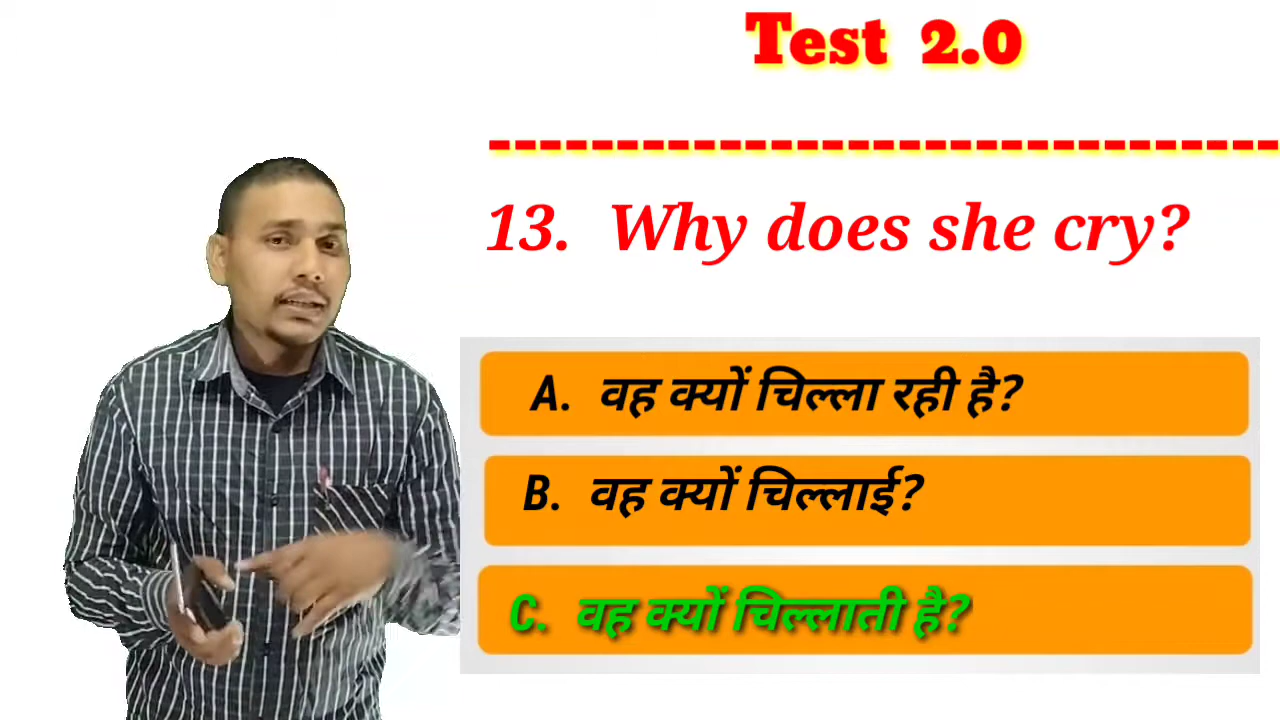 Test 2.0
--------------------------------
13. Why does she cry?
A. वह क्यों चिल्ला रही है?
B. वह क्यों चिल्लाई?
C. वह क्यों चिल्लाती है?